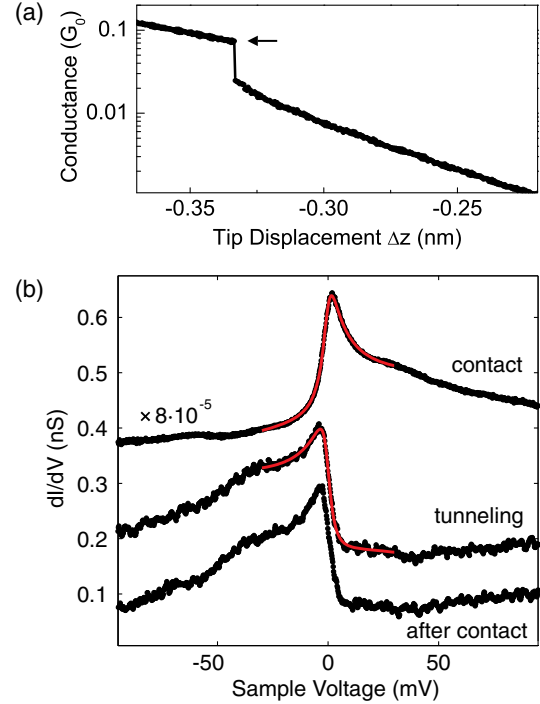 (a)
Conductance (G₀)
0.1
0.01
-0.35
-0.30
-0.25
Tip Displacement Δz (nm)
(b)
dI/dV (nS)
0.6
0.5
0.4
0.3
0.2
0.1
contact
×8·10⁻⁵
tunneling
after contact
-50
0
50
Sample Voltage (mV)